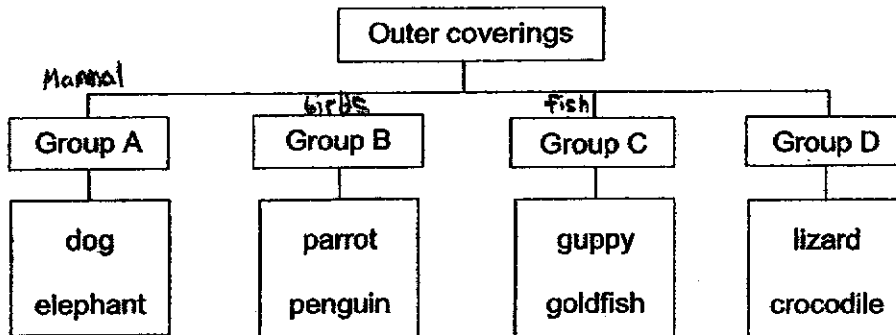 Outer coverings
Mammal
birds
fish
Group A
Group B
Group C
Group D
dog
parrot
guppy
lizard
elephant
penguin
goldfish
crocodile